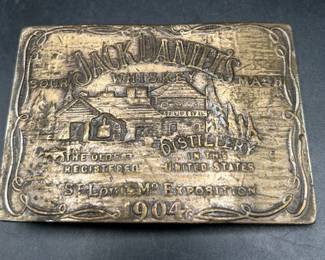 JACK DANIEL'S
SOUR WHISKEY MASH
DISTILLERY
THE OLDEST IN THE
REGISTERED UNITED STATES
ST. LOUIS MO EXPOSITION
1904